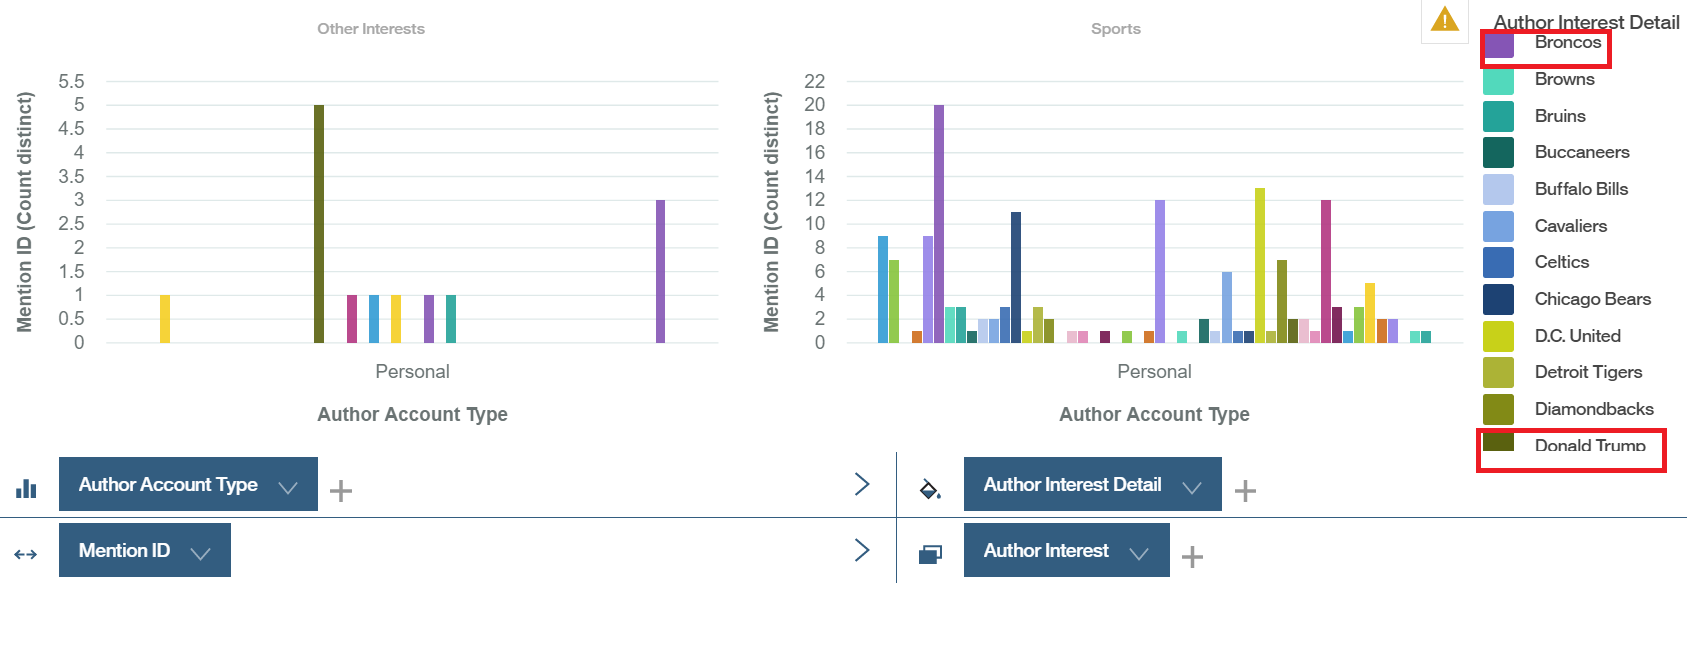 Other Interests
Sports
Author Interest Detail
Mention ID (Count distinct)
5.5
5
4.5
4
3.5
3
2.5
2
1.5
1
0.5
0
Personal
Author Account Type
Mention ID (Count distinct)
22
20
18
16
14
12
10
8
6
4
2
0
Personal
Author Account Type
Broncos
Browns
Bruins
Buccaneers
Buffalo Bills
Cavaliers
Celtics
Chicago Bears
D.C. United
Detroit Tigers
Diamondbacks
Donald Trump
Author Account Type
Author Interest Detail
Mention ID
Author Interest